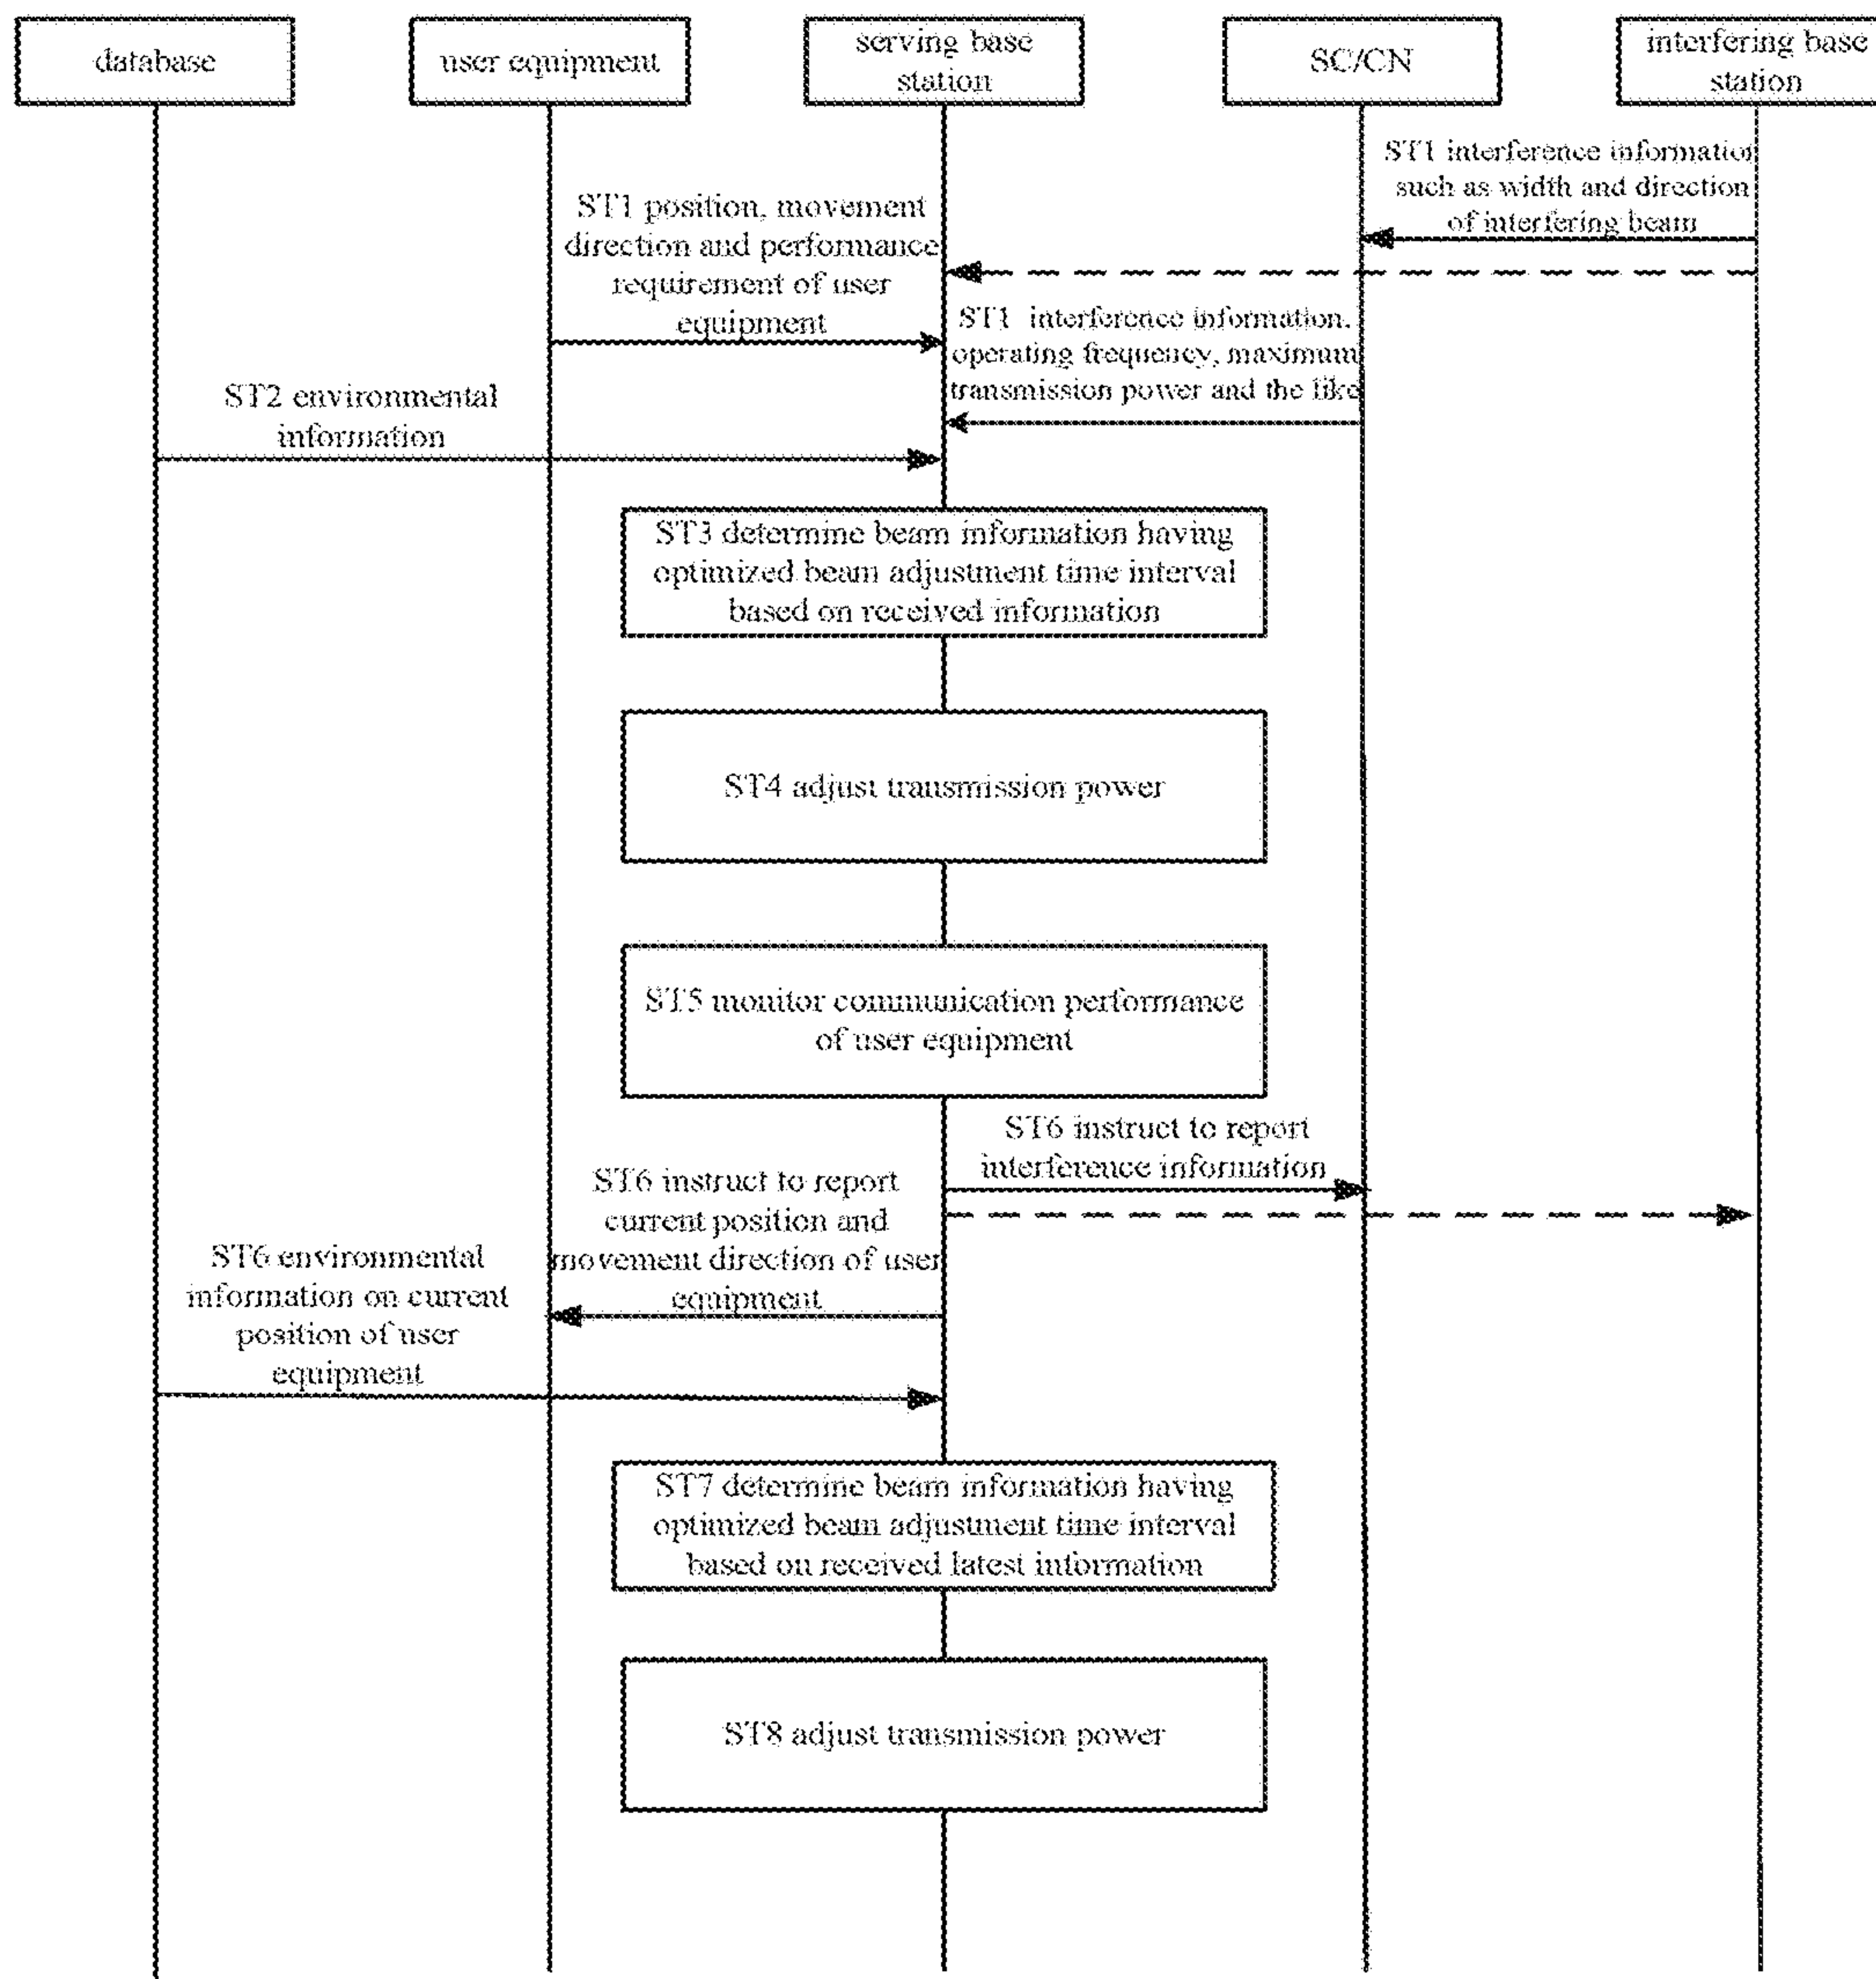 database
user equipment
serving base
station
SC/CN
interfering base
station
ST1 interference information
such as width and direction
of interfering beam
ST1 position, movement
direction and performance
requirement of user
equipment
ST1 interference information,
operating frequency, maximum
transmission power and the like
ST2 environmental
information
ST3 determine beam information having
optimized beam adjustment time interval
based on received information
ST4 adjust transmission power
ST5 monitor communication performance
of user equipment
ST6 instruct to report
interference information
ST6 instruct to report
current position and
movement direction of user
equipment
ST6 environmental
information on current
position of user
equipment
ST7 determine beam information having
optimized beam adjustment time interval
based on received latest information
ST8 adjust transmission power